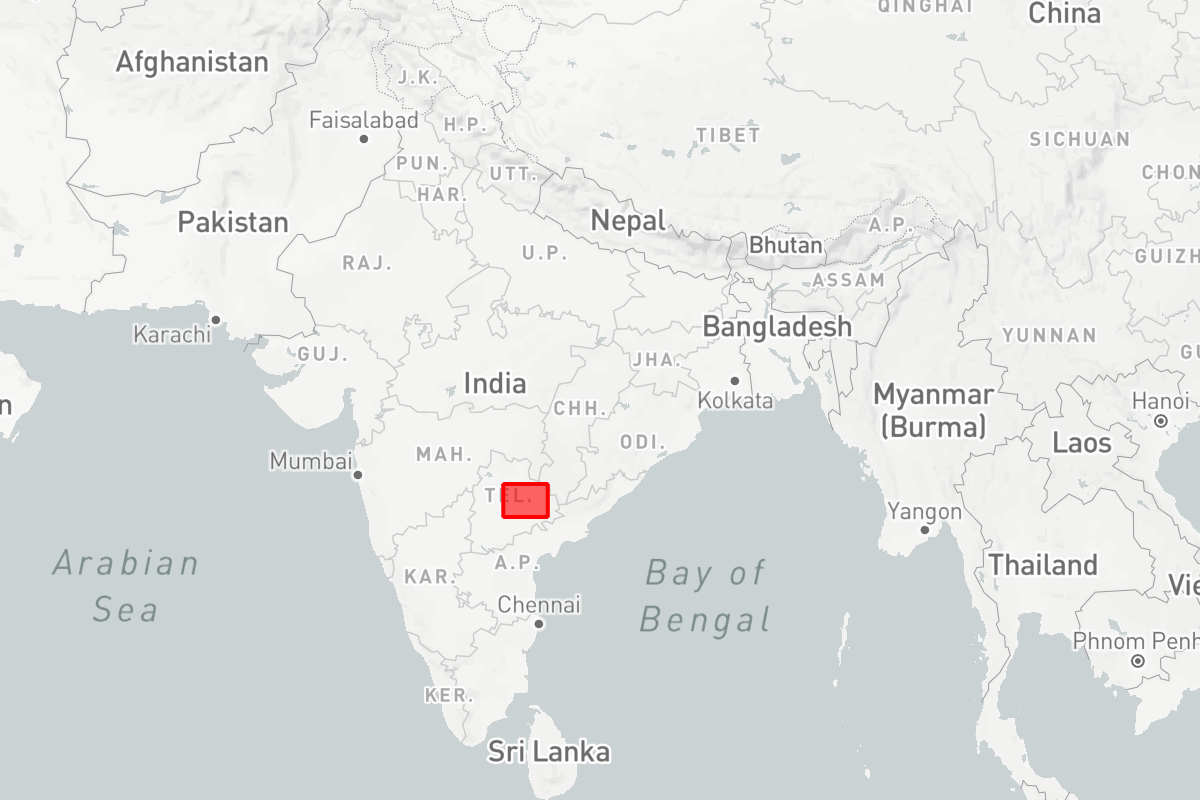 QINGHAI
China
Afghanistan
J.K.
Faisalabad
H.P.
TIBET
SICHUAN
PUN.
UTT.
CHON
HAR.
Pakistan
Nepal
A.P.
Bhutan
U.P.
GUIZH
RAJ.
ASSAM
Karachi
Bangladesh
YUNNAN
GUJ.
JHA.
GU
India
Kolkata
Myanmar
(Burma)
Hanoi
n
CHH.
ODI.
Laos
MAH.
Mumbai
TEL.
Yangon
Arabian
Sea
A.P.
Bay of
Bengal
Thailand
KAR.
Vie
Chennai
Phnom Penh
KER.
Sri Lanka